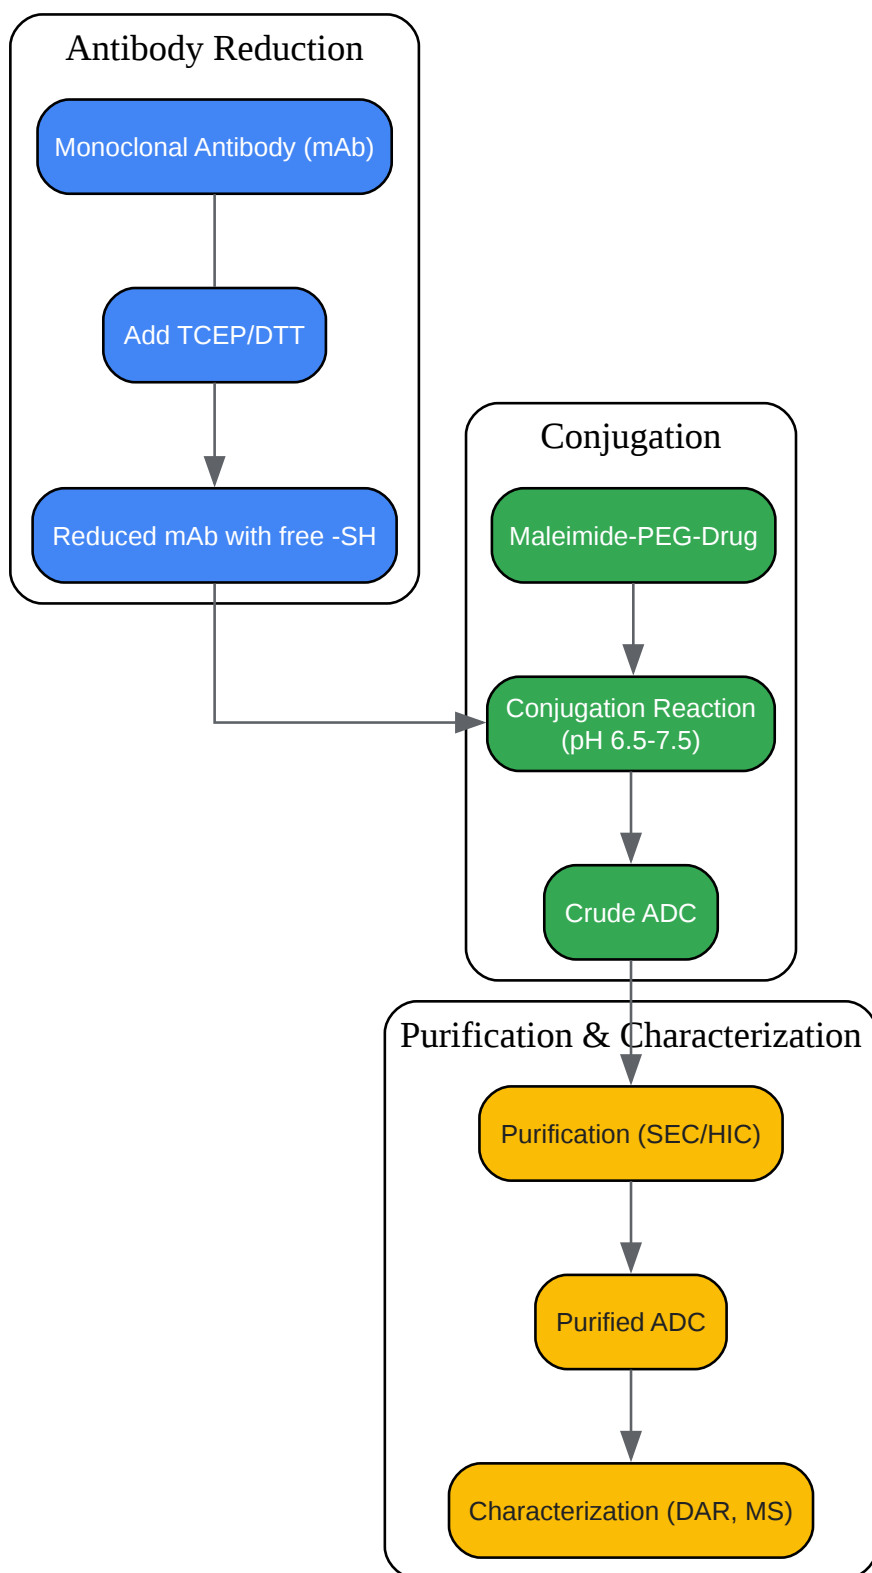 Antibody Reduction
Monoclonal Antibody (mAb)
Add TCEP/DTT
Reduced mAb with free -SH
Conjugation
Maleimide-PEG-Drug
Conjugation Reaction
(pH 6.5-7.5)
Crude ADC
Purification & Characterization
Purification (SEC/HIC)
Purified ADC
Characterization (DAR, MS)